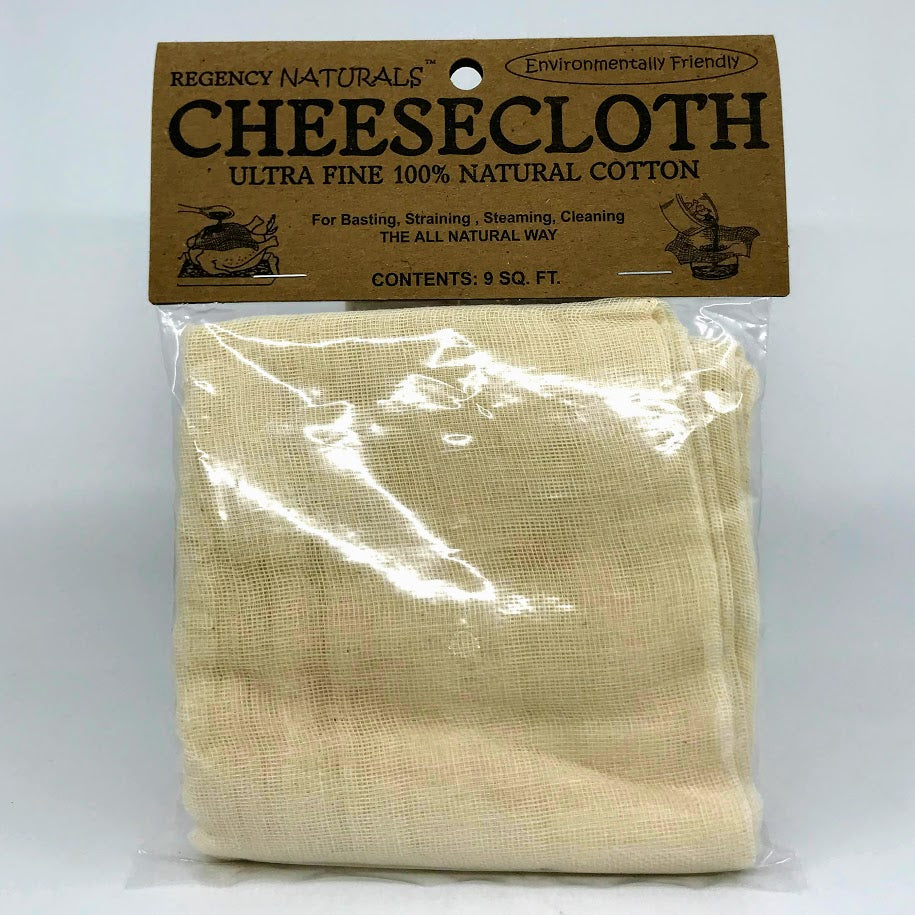 REGENCY NATURALS™
Environmentally Friendly
CHEESECLOTH
ULTRA FINE 100% NATURAL COTTON
For Basting, Straining , Steaming, Cleaning
THE ALL NATURAL WAY
CONTENTS: 9 SQ. FT.